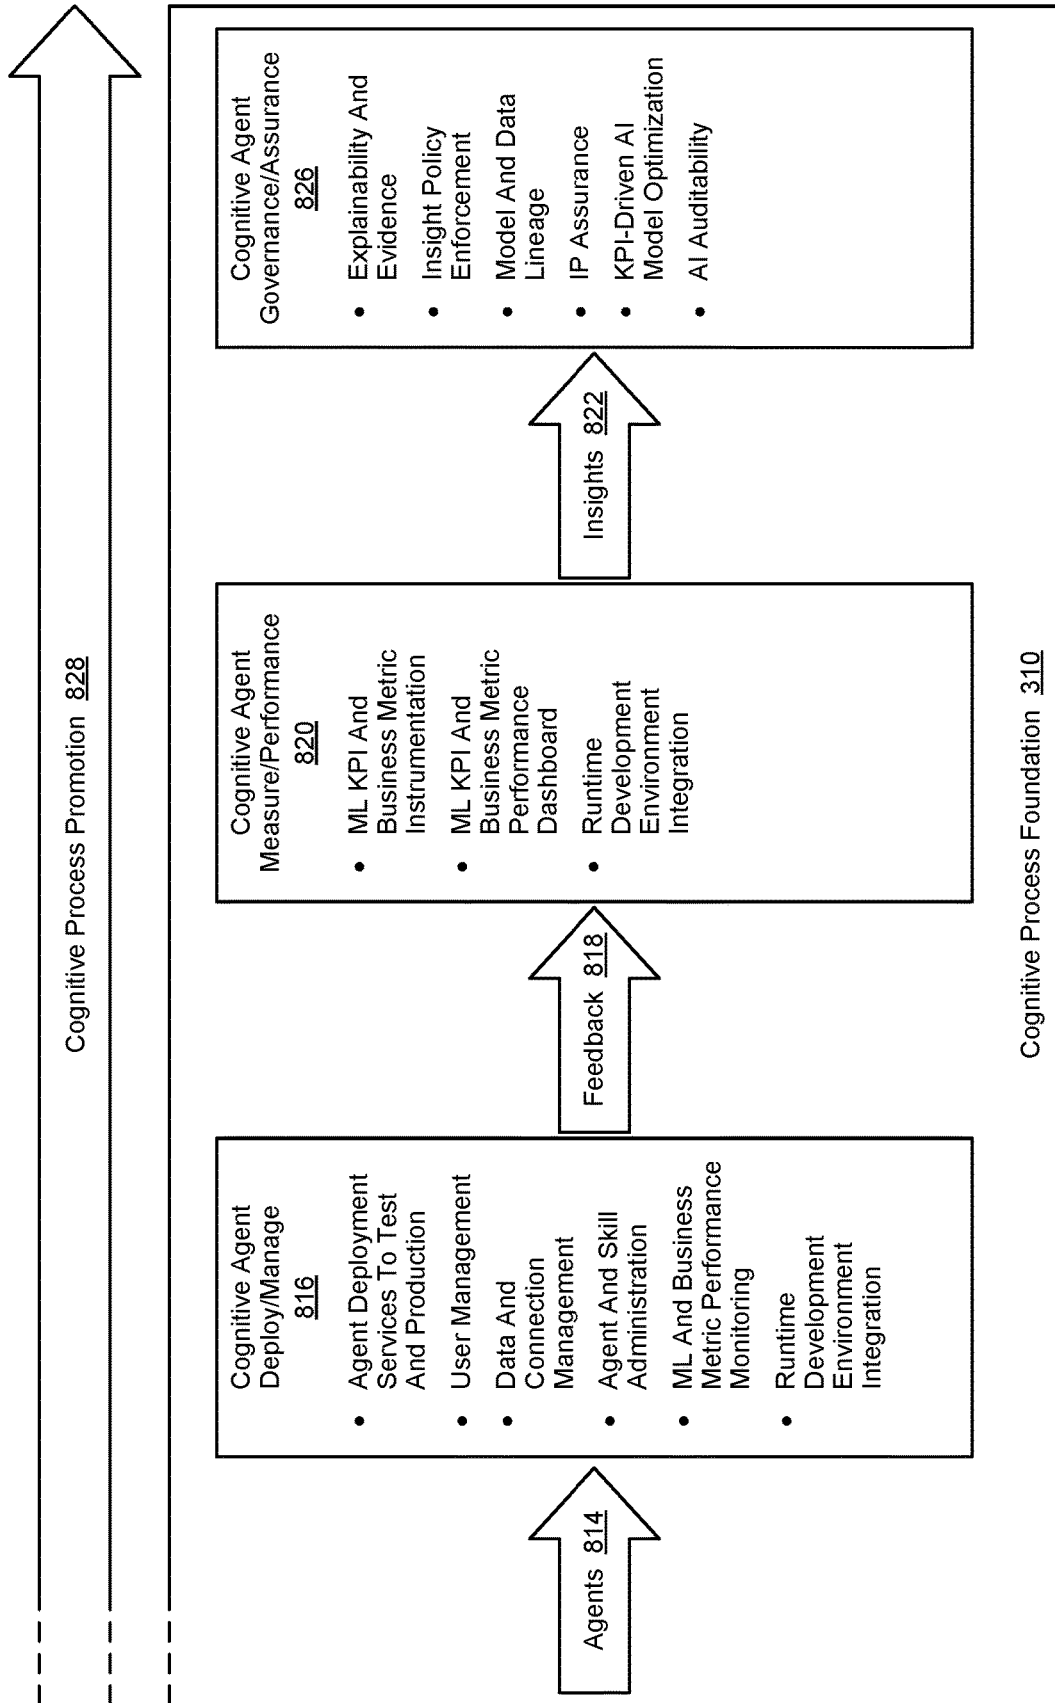 Cognitive Process Promotion 828
Agents 814
Cognitive Agent
Deploy/Manage
816
• Agent Deployment
Services To Test
And Production
• User Management
• Data And
Connection
Management
• Agent And Skill
Administration
• ML And Business
Metric Performance
Monitoring
• Runtime
Development
Environment
Integration
Feedback 818
Cognitive Agent
Measure/Performance
820
• ML KPI And
Business Metric
Instrumentation
• ML KPI And
Business Metric
Performance
Dashboard
• Runtime
Development
Environment
Integration
Insights 822
Cognitive Agent
Governance/Assurance
826
• Explainability And
Evidence
• Insight Policy
Enforcement
• Model And Data
Lineage
• IP Assurance
• KPI-Driven AI
Model Optimization
• AI Auditability
Cognitive Process Foundation 310